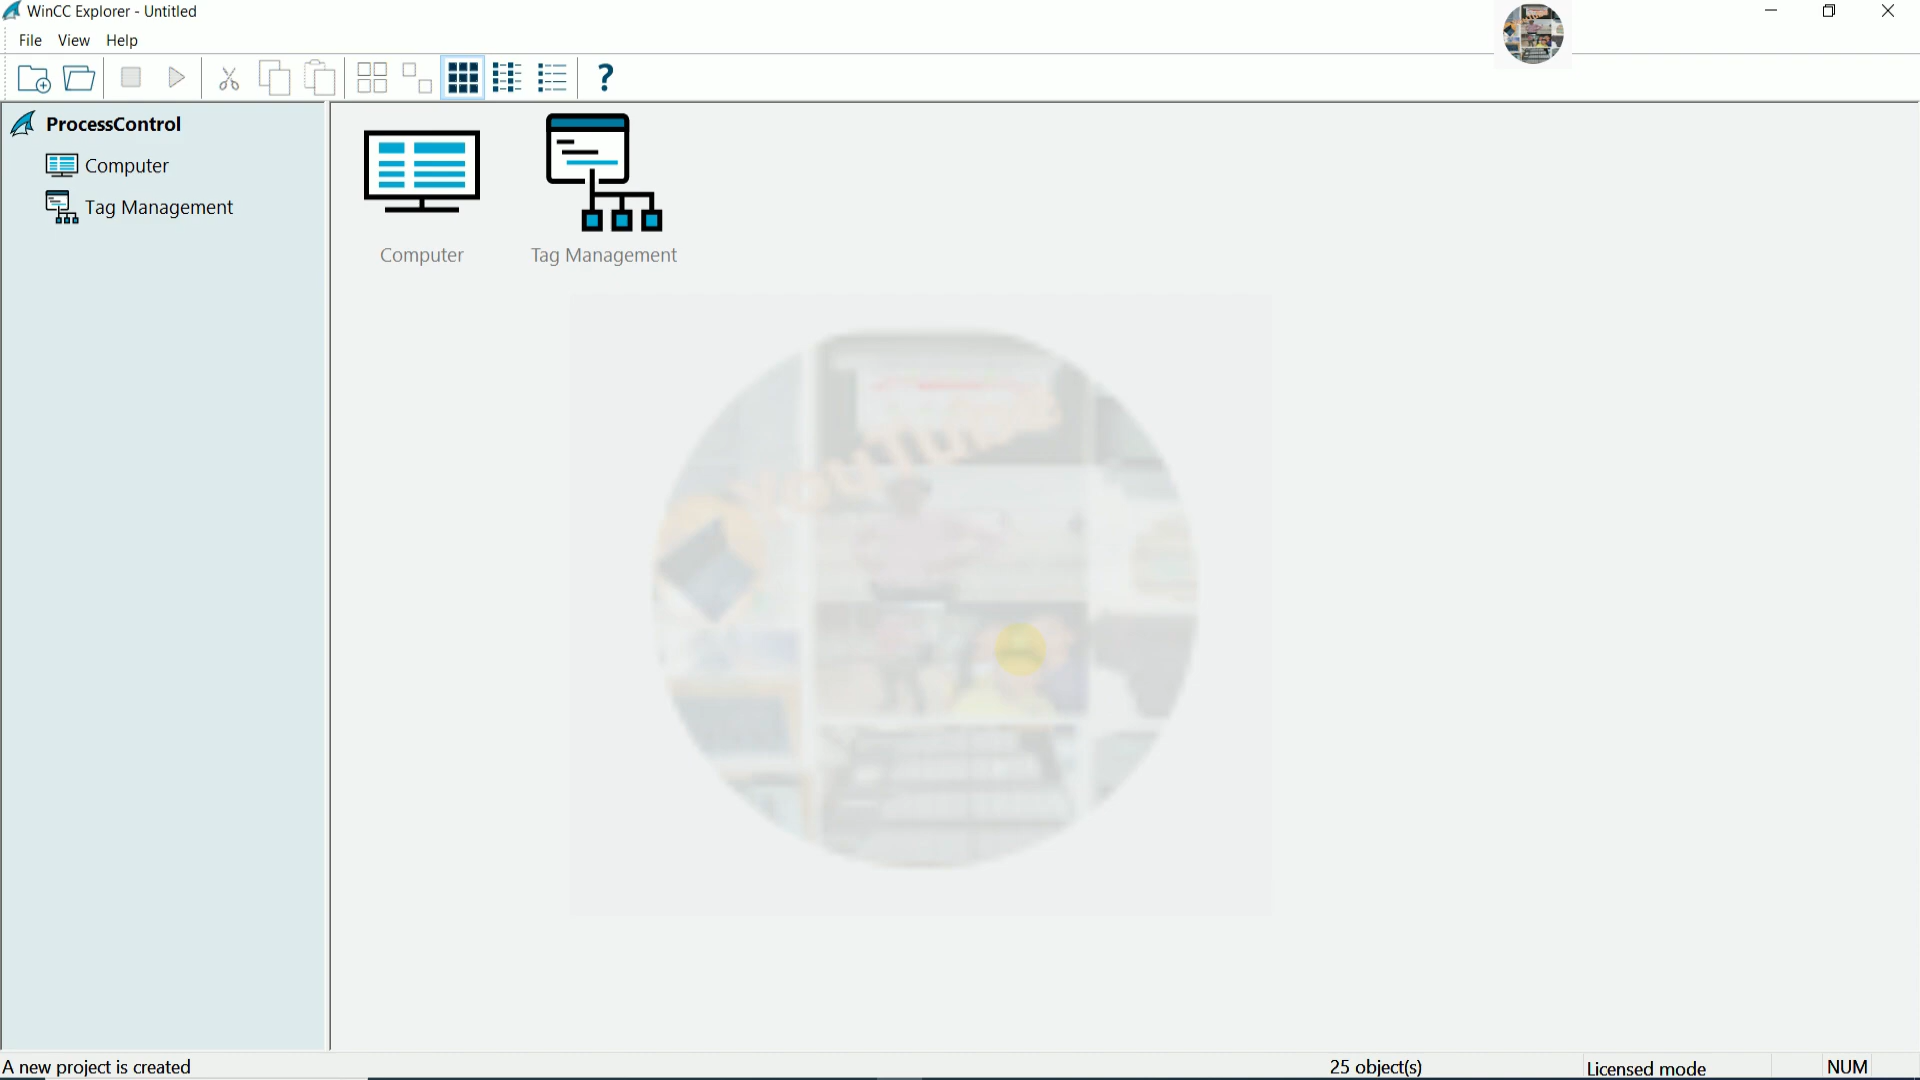 WinCC Explorer - Untitled
File View Help
ProcessControl
Computer
Tag Management
Computer
Tag Management
YouTube
A new project is created
25 object(s)
Licensed mode
NUM